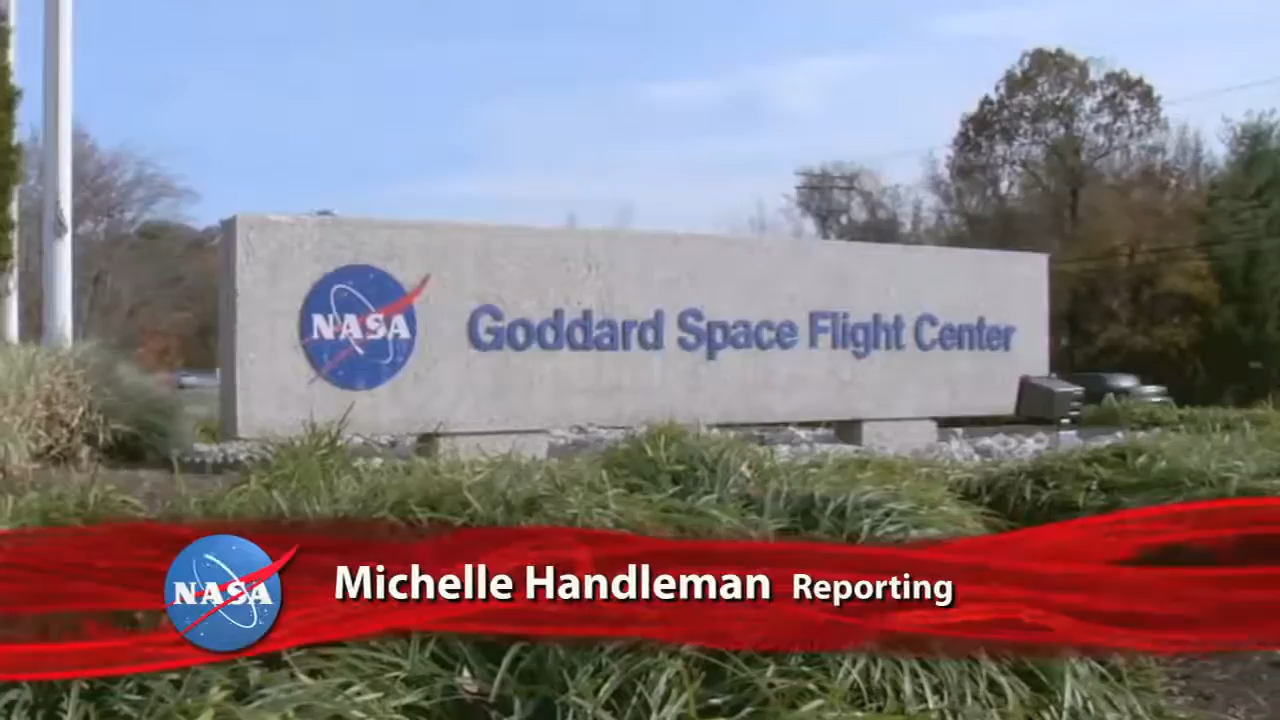 NASA
Goddard Space Flight Center
NASA
Michelle Handleman Reporting